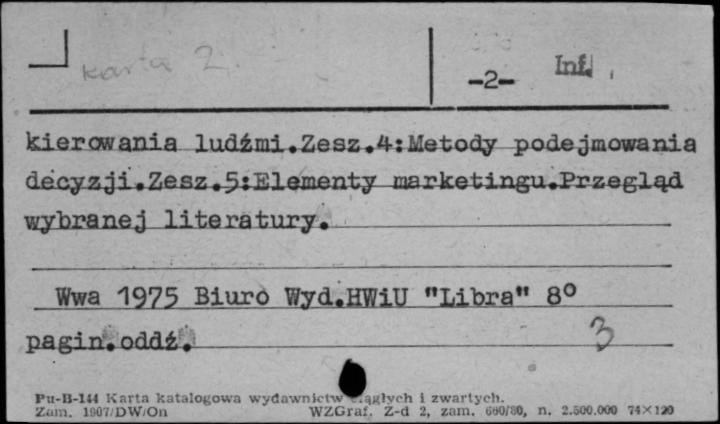 karta 2.
-2- Inf.
kierowania ludźmi.Zesz.4:Metody podejmowania
decyzji.Zesz.5:Elementy marketingu.Przegląd
wybranej literatury.
Wwa 1975 Biuro Wyd.HWiU "Libra" 8°
pagin.oddź.
3
Pu-B-144 Karta katalogowa wydawnictw ciągłych i zwartych.
Zam. 1907/DW/On WZGraf. Z-d 2, zam. 660/80, n. 2.500.000 74×120